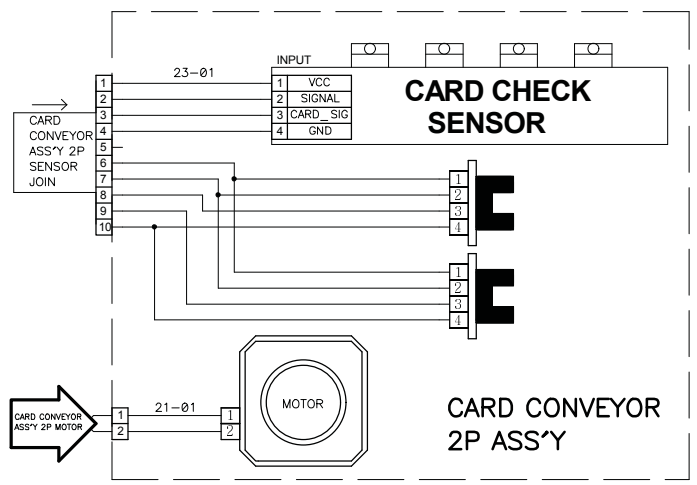 INPUT
23-01
1 VCC
2 SIGNAL
3 CARD_SIG
4 GND
CARD CHECK
SENSOR
CARD
CONVEYOR
ASS'Y 2P
SENSOR
JOIN
1
2
3
4
5
6
7
8
9
10
1
2
3
4
1
2
3
4
CARD CONVEYOR
ASS'Y 2P MOTOR
1
2
21-01
1
2
MOTOR
CARD CONVEYOR
2P ASS'Y